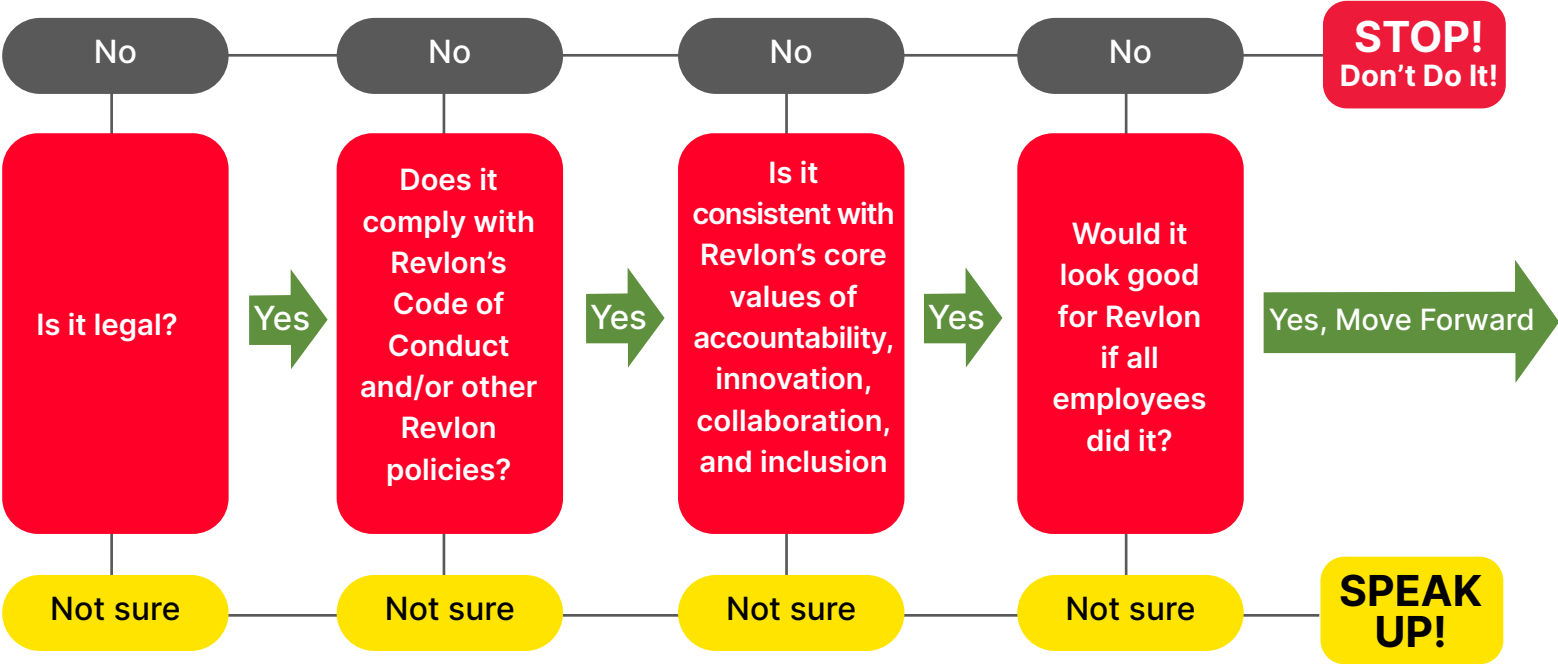 No
No
No
No
STOP!
Don't Do It!
Is it legal?
Yes
Does it
comply with
Revlon's
Code of
Conduct
and/or other
Revlon
policies?
Yes
Is it
consistent with
Revlon's core
values of
accountability,
innovation,
collaboration,
and inclusion
Yes
Would it
look good
for Revlon
if all
employees
did it?
Yes, Move Forward
Not sure
Not sure
Not sure
Not sure
SPEAK
UP!